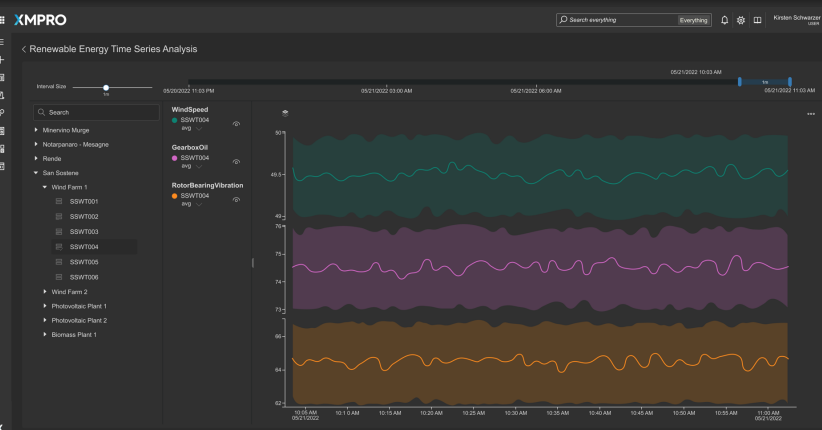 XMPRO
Search everything
Everything
Kirsten Schwarzer
USER
Renewable Energy Time Series Analysis
Interval Size
1s
05/21/2022 10:03 AM
1hr
05/20/2022 11:03 PM
05/21/2022 03:00 AM
05/21/2022 06:00 AM
05/21/2022 11:03 AM
Search
Minervino Murge
Notarpanaro - Mesagne
Rende
San Sostene
Wind Farm 1
SSWT001
SSWT002
SSWT003
SSWT004
SSWT005
SSWT006
Wind Farm 2
Photovoltaic Plant 1
Photovoltaic Plant 2
Biomass Plant 1
WindSpeed
SSWT004
avg
GearboxOil
SSWT004
avg
RotorBearingVibration
SSWT004
avg
50
49.5
49
76
75
74
73
66
64
62
10:05 AM
05/21/2022
10:1 0 AM
10:15 AM
10:20 AM
10:25 AM
10:30 AM
10:35 AM
10:40 AM
10:45 AM
10:50 AM
10:55 AM
11:00 AM
05/21/2022